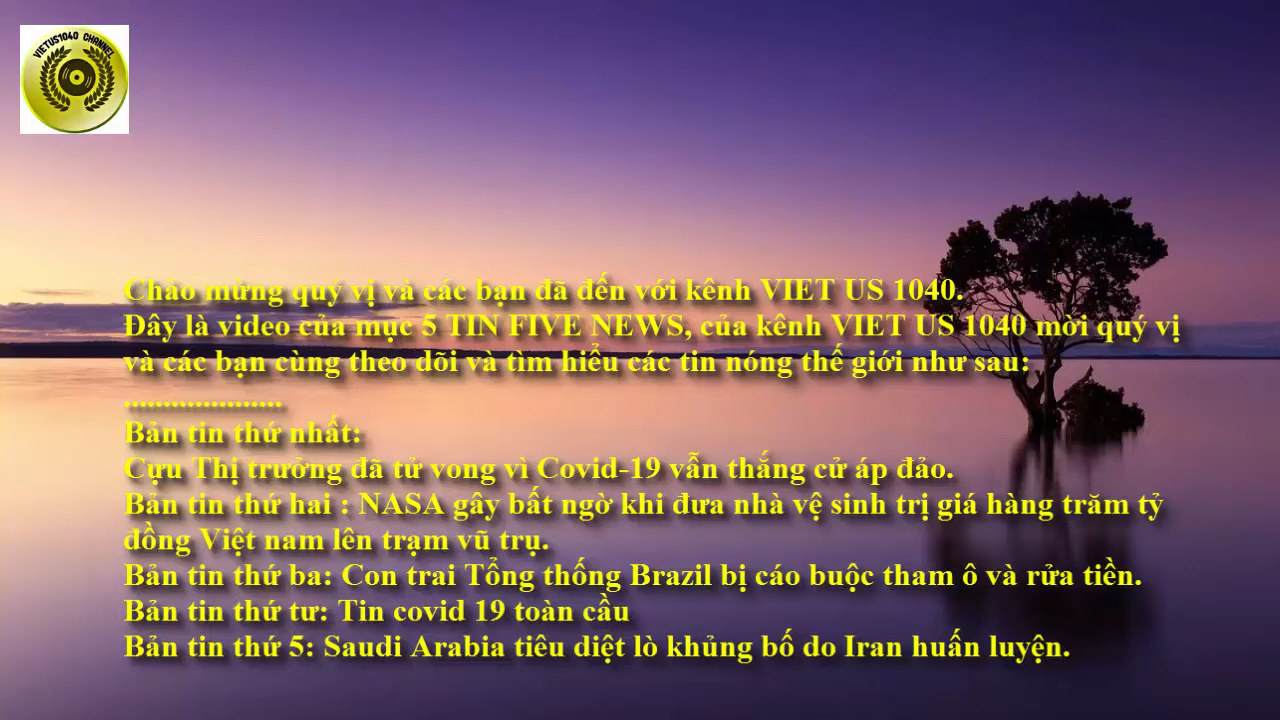 VIETUS1040 CHANNEL
Chào mừng quý vị và các bạn đã đến với kênh VIET US 1040.
Đây là video của mục 5 TIN FIVE NEWS, của kênh VIET US 1040 mời quý vị
và các bạn cùng theo dõi và tìm hiểu các tin nóng thế giới như sau:
....................
Bản tin thứ nhất:
Cựu Thị trưởng đã tử vong vì Covid-19 vẫn thắng cử áp đảo.
Bản tin thứ hai : NASA gây bất ngờ khi đưa nhà vệ sinh trị giá hàng trăm tỷ
đồng Việt nam lên trạm vũ trụ.
Bản tin thứ ba: Con trai Tổng thống Brazil bị cáo buộc tham ô và rửa tiền.
Bản tin thứ tư: Tin covid 19 toàn cầu
Bản tin thứ 5: Saudi Arabia tiêu diệt lò khủng bố do Iran huấn luyện.